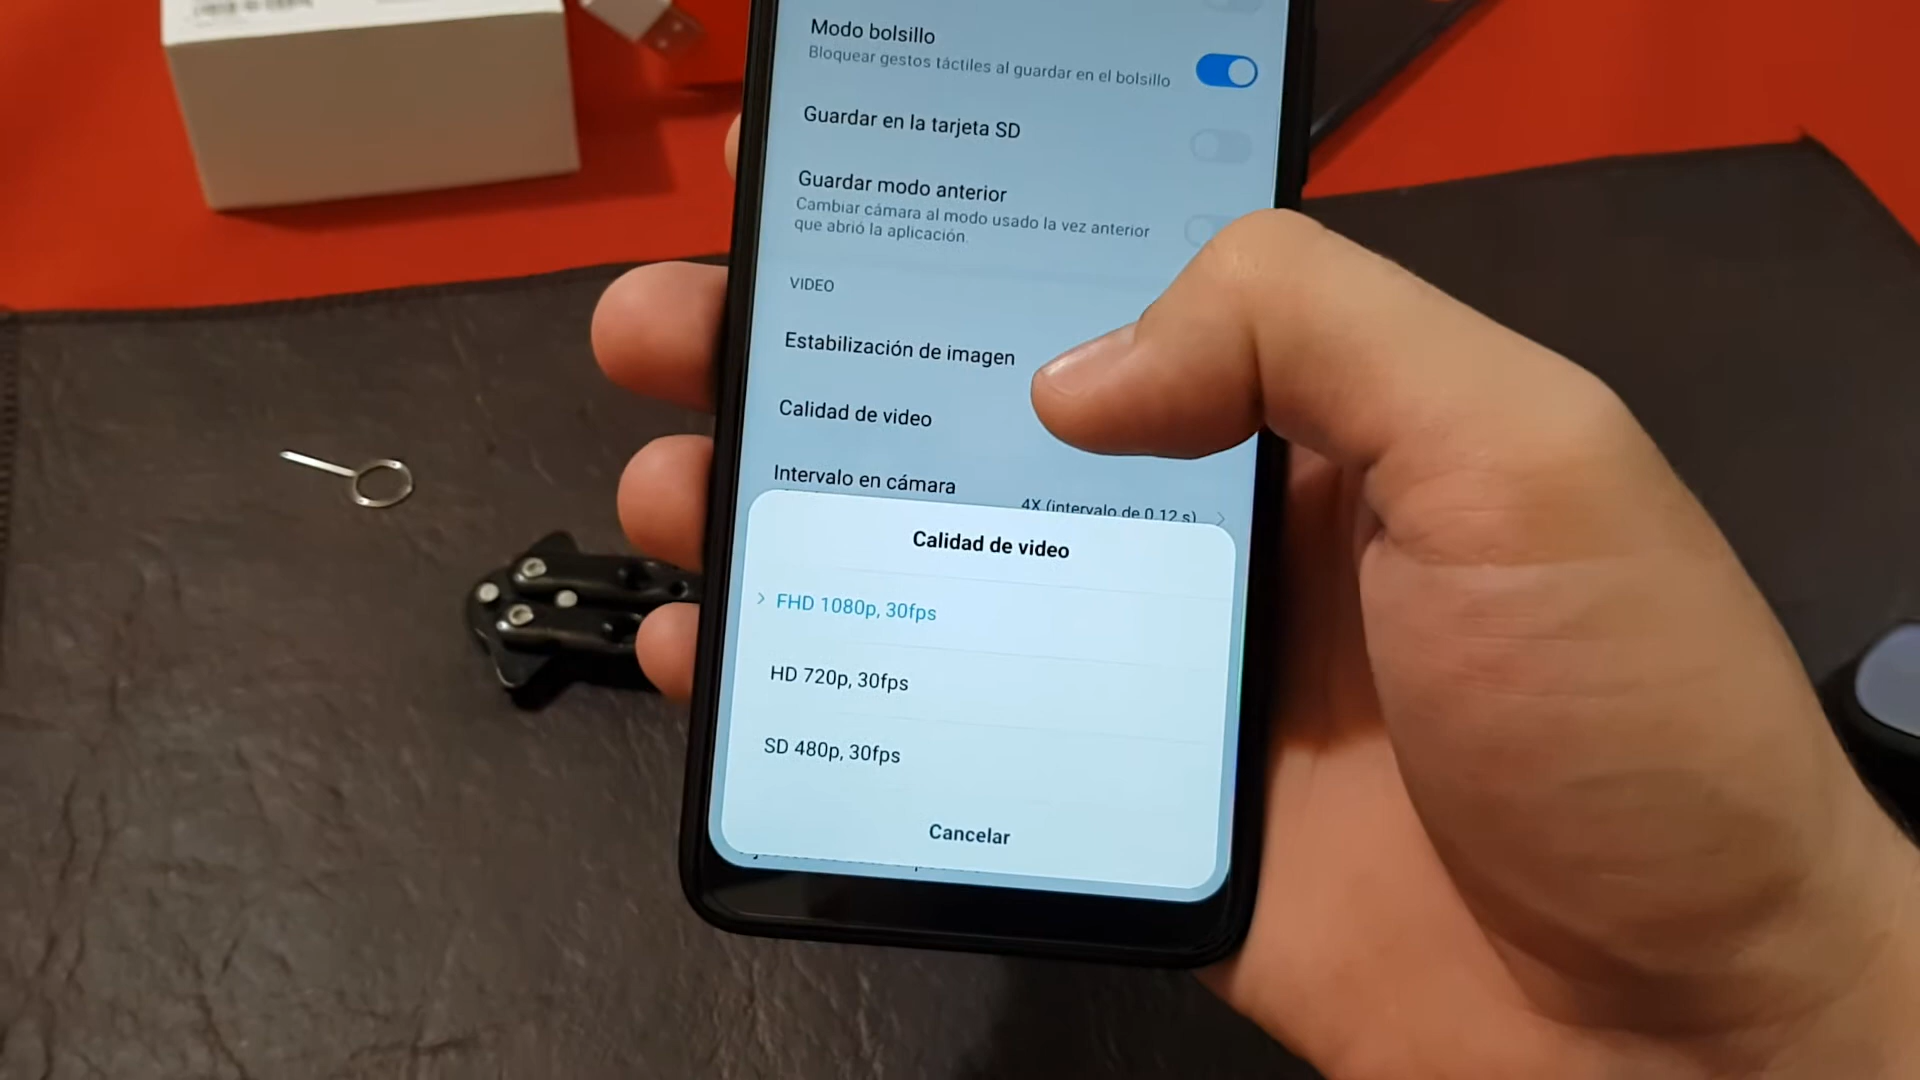 Modo bolsillo
Bloquear gestos táctiles al guardar en el bolsillo
Guardar en la tarjeta SD
Guardar modo anterior
Cambiar cámara al modo usado la vez anterior
que abrió la aplicación.
VIDEO
Estabilización de imagen
Calidad de video
Intervalo en cámara
4X (intervalo de 0.12 s)
Calidad de video
FHD 1080p, 30fps
HD 720p, 30fps
SD 480p, 30fps
Cancelar